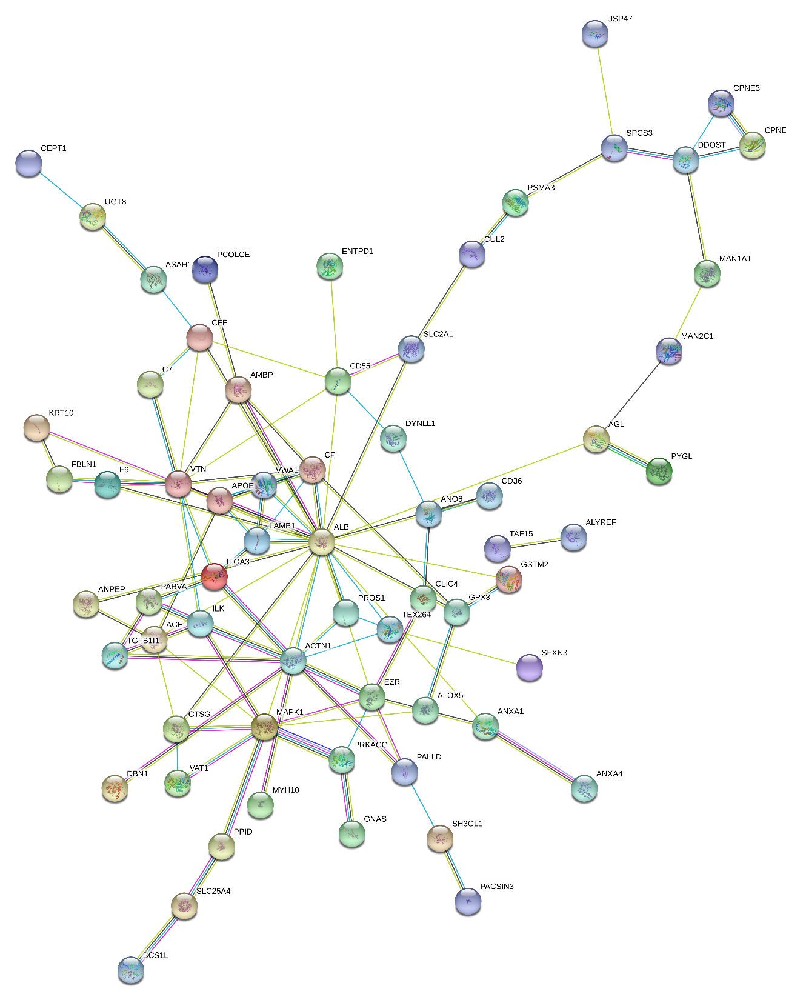 USP47
CPNE3
CPNE
SPCS3
DDOST
CEPT1
UGT8
PSMA3
CUL2
PCOLCE
ENTPD1
MAN1A1
ASAH1
CFP
SLC2A1
MAN2C1
C7
AMBP
CD55
KRT10
DYNLL1
AGL
CP
PYGL
FBLN1
F9
VTN
VWA1
APOE
CD36
ANO6
LAMB1
ALB
TAF15
ALYREF
ITGA3
GSTM2
ANPEP
PARVA
CLIC4
PROS1
GPX3
ILK
TEX264
ACE
TGFB1I1
ACTN1
SFXN3
EZR
ALOX5
CTSG
MAPK1
ANXA1
PRKACG
PALLD
DBN1
VAT1
ANXA4
MYH10
GNAS
SH3GL1
PPID
PACSIN3
SLC25A4
BCS1L